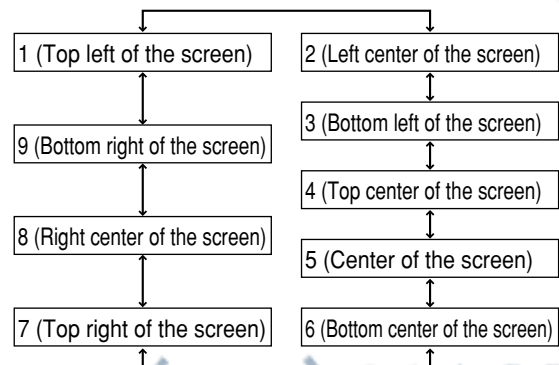 1 (Top left of the screen)
9 (Bottom right of the screen)
8 (Right center of the screen)
7 (Top right of the screen)
2 (Left center of the screen)
3 (Bottom left of the screen)
4 (Top center of the screen)
5 (Center of the screen)
6 (Bottom center of the screen)